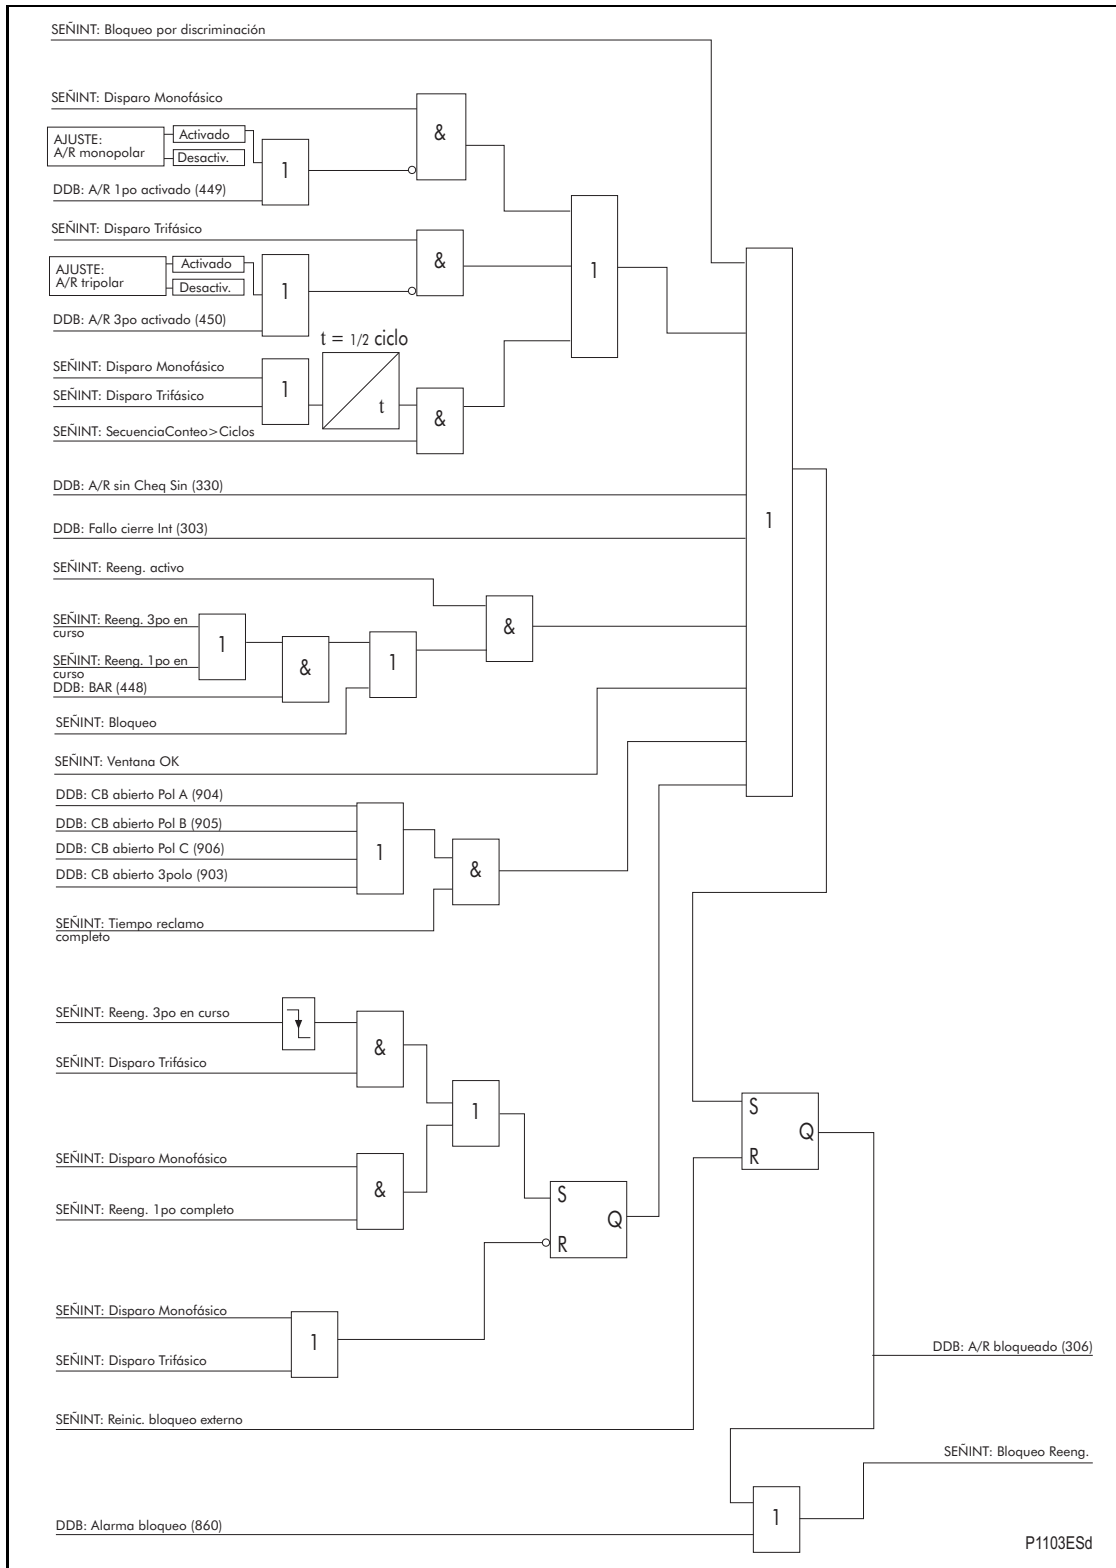 SEÑINT: Bloqueo por discriminación
SEÑINT: Disparo Monofásico
&
AJUSTE:
A/R monopolar
Activado
Desactiv.
1
DDB: A/R 1po activado (449)
SEÑINT: Disparo Trifásico
&
AJUSTE:
A/R tripolar
Activado
Desactiv.
1
1
DDB: A/R 3po activado (450)
t = 1/2 ciclo
SEÑINT: Disparo Monofásico
1
t
SEÑINT: Disparo Trifásico
&
SEÑINT: SecuenciaConteo>Ciclos
DDB: A/R sin Cheq Sin (330)
1
DDB: Fallo cierre Int (303)
SEÑINT: Reeng. activo
&
SEÑINT: Reeng. 3po en
curso
1
SEÑINT: Reeng. 1po en
curso
&
1
DDB: BAR (448)
SEÑINT: Bloqueo
SEÑINT: Ventana OK
DDB: CB abierto Pol A (904)
DDB: CB abierto Pol B (905)
DDB: CB abierto Pol C (906)
DDB: CB abierto 3polo (903)
1
&
SEÑINT: Tiempo reclamo
completo
SEÑINT: Reeng. 3po en curso
&
SEÑINT: Disparo Trifásico
1
SEÑINT: Disparo Monofásico
&
SEÑINT: Reeng. 1po completo
S
Q
R
S
Q
R
SEÑINT: Disparo Monofásico
1
SEÑINT: Disparo Trifásico
DDB: A/R bloqueado (306)
SEÑINT: Reinic. bloqueo externo
SEÑINT: Bloqueo Reeng.
DDB: Alarma bloqueo (860)
1
P1103ESd